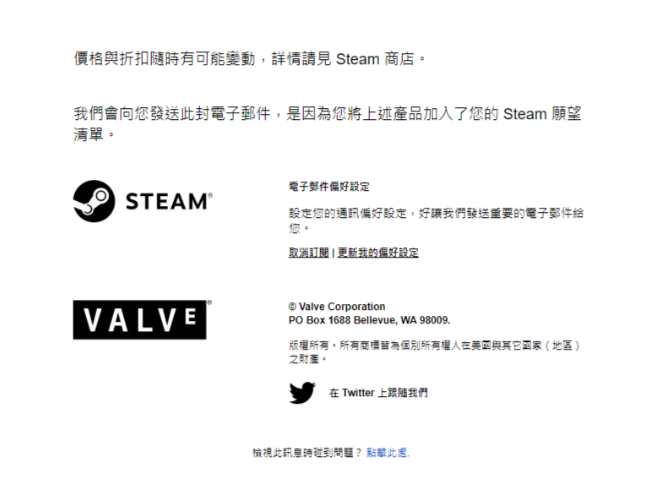 價格與折扣隨時有可能變動，詳情請見 Steam 商店。
我們會向您發送此封電子郵件，是因為您將上述產品加入了您的 Steam 願望
清單。
STEAM®
電子郵件偏好設定
設定您的通訊偏好設定，好讓我們發送重要的電子郵件給
您。
取消訂閱 | 更新我的偏好設定
VALVE®
© Valve Corporation
PO Box 1688 Bellevue, WA 98009.
版權所有。所有商標皆為個別所有權人在美國與其它國家（地區）
之財產。
在 Twitter 上跟隨我們
檢視此訊息時碰到問題？ 點擊此處.